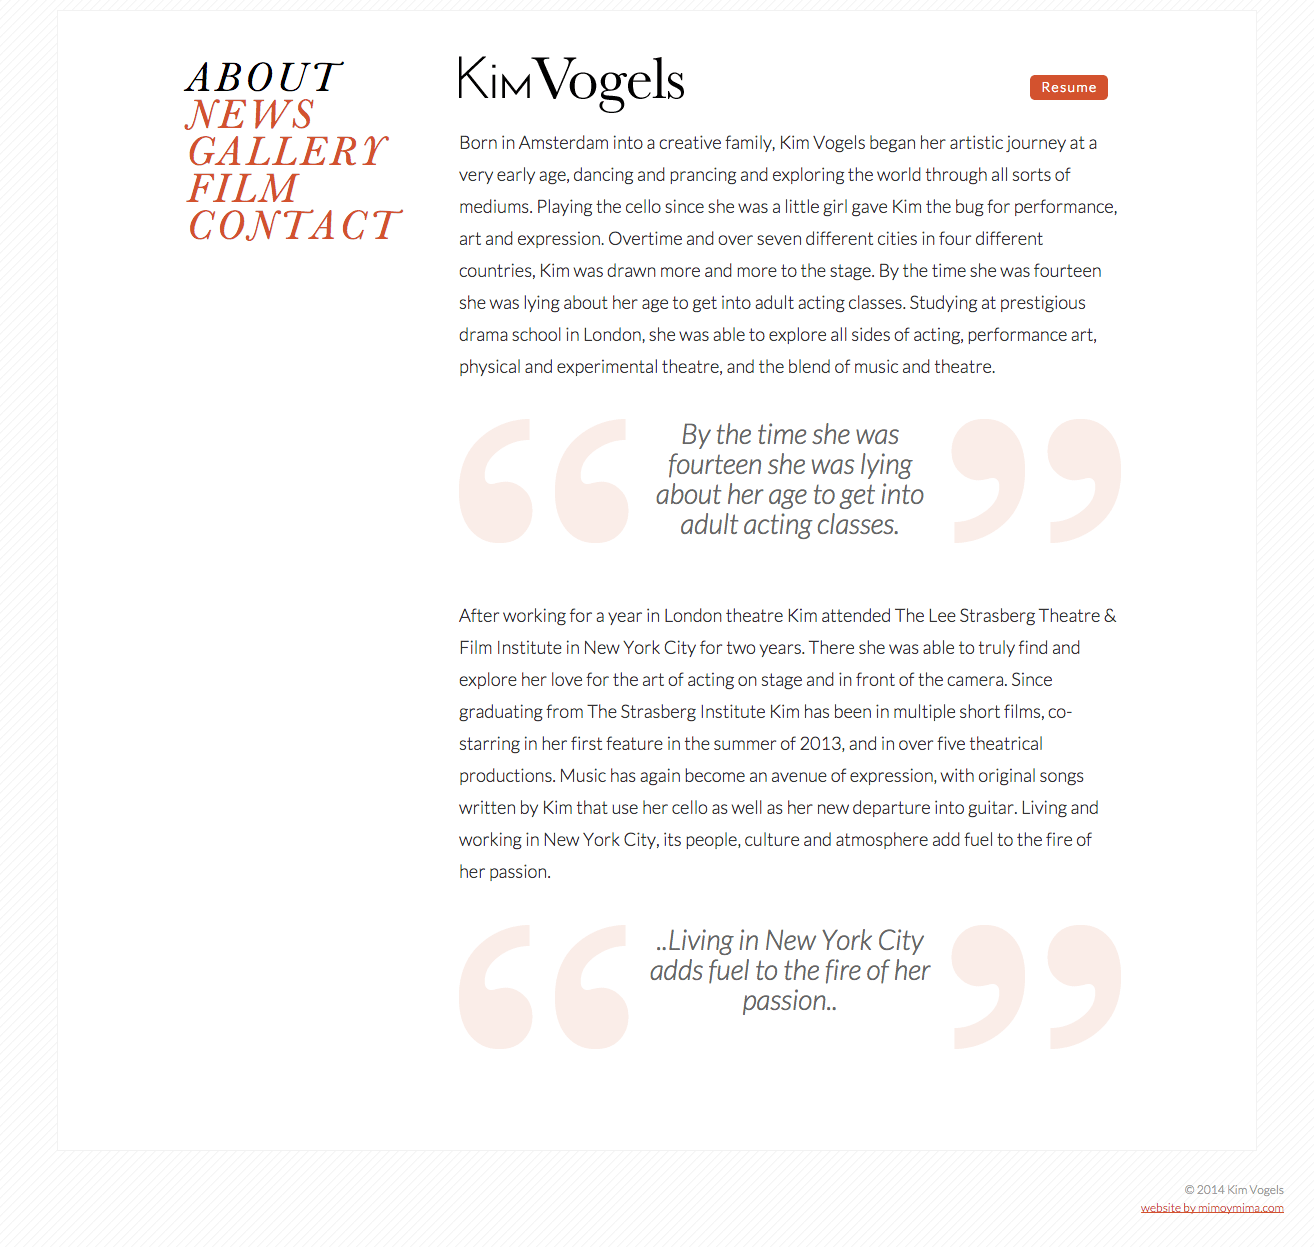 ABOUT
NEWS
GALLERY
FILM
CONTACT
Kim Vogels
Resume
Born in Amsterdam into a creative family, Kim Vogels began her artistic journey at a
very early age, dancing and prancing and exploring the world through all sorts of
mediums. Playing the cello since she was a little girl gave Kim the bug for performance,
art and expression. Overtime and over seven different cities in four different
countries, Kim was drawn more and more to the stage. By the time she was fourteen
she was lying about her age to get into adult acting classes. Studying at prestigious
drama school in London, she was able to explore all sides of acting, performance art,
physical and experimental theatre, and the blend of music and theatre.
“ By the time she was
fourteen she was lying
about her age to get into
adult acting classes. ”
After working for a year in London theatre Kim attended The Lee Strasberg Theatre &
Film Institute in New York City for two years. There she was able to truly find and
explore her love for the art of acting on stage and in front of the camera. Since
graduating from The Strasberg Institute Kim has been in multiple short films, co-
starring in her first feature in the summer of 2013, and in over five theatrical
productions. Music has again become an avenue of expression, with original songs
written by Kim that use her cello as well as her new departure into guitar. Living and
working in New York City, its people, culture and atmosphere add fuel to the fire of
her passion.
“ ..Living in New York City
adds fuel to the fire of her
passion.. ”
© 2014 Kim Vogels
website by mimoymima.com